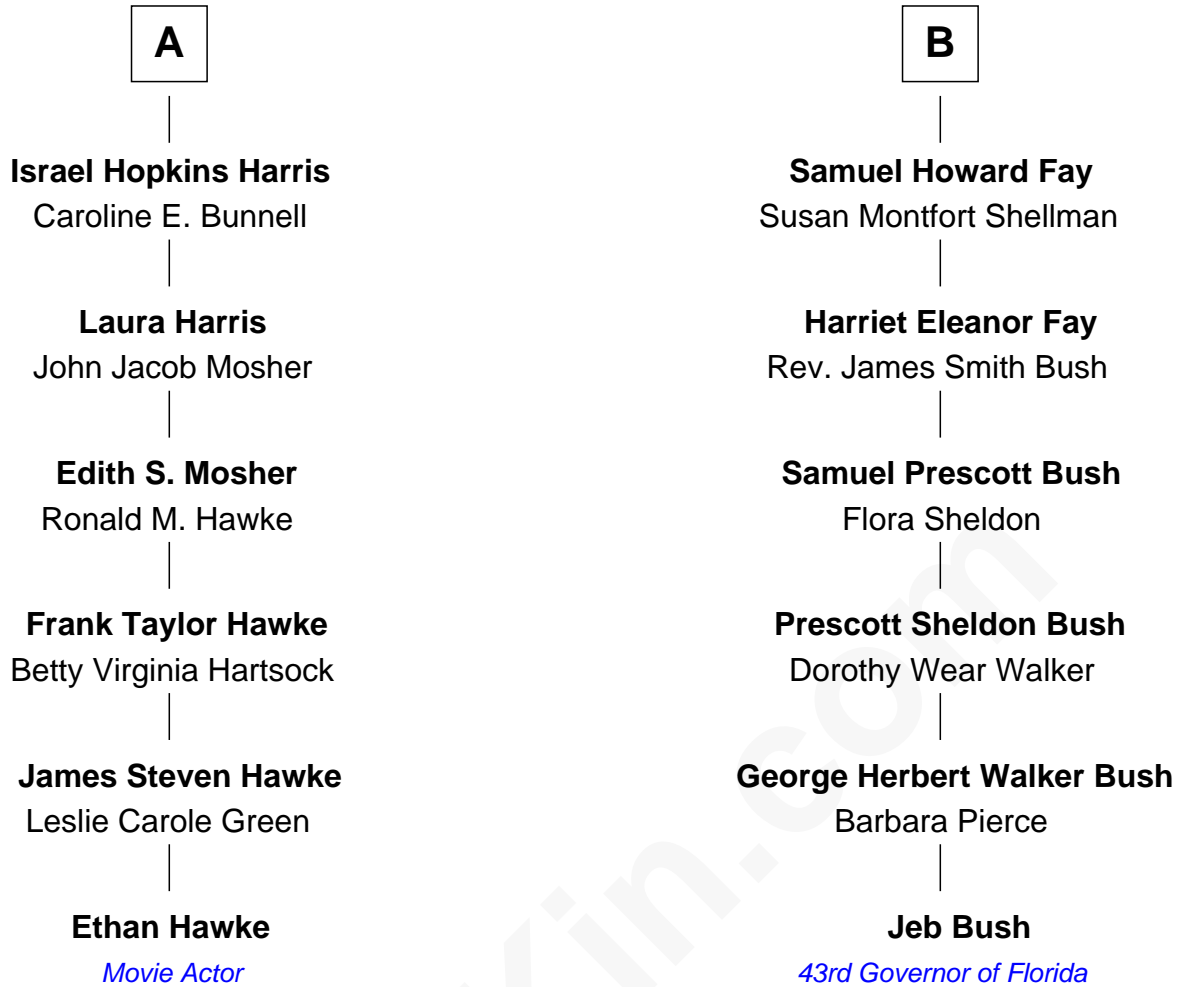 A
B
Israel Hopkins Harris
Caroline E. Bunnell
Samuel Howard Fay
Susan Montfort Shellman
Laura Harris
John Jacob Mosher
Harriet Eleanor Fay
Rev. James Smith Bush
Edith S. Mosher
Ronald M. Hawke
Samuel Prescott Bush
Flora Sheldon
Frank Taylor Hawke
Betty Virginia Hartsock
Prescott Sheldon Bush
Dorothy Wear Walker
James Steven Hawke
Leslie Carole Green
George Herbert Walker Bush
Barbara Pierce
Ethan Hawke
Movie Actor
Jeb Bush
43rd Governor of Florida
Kin.com